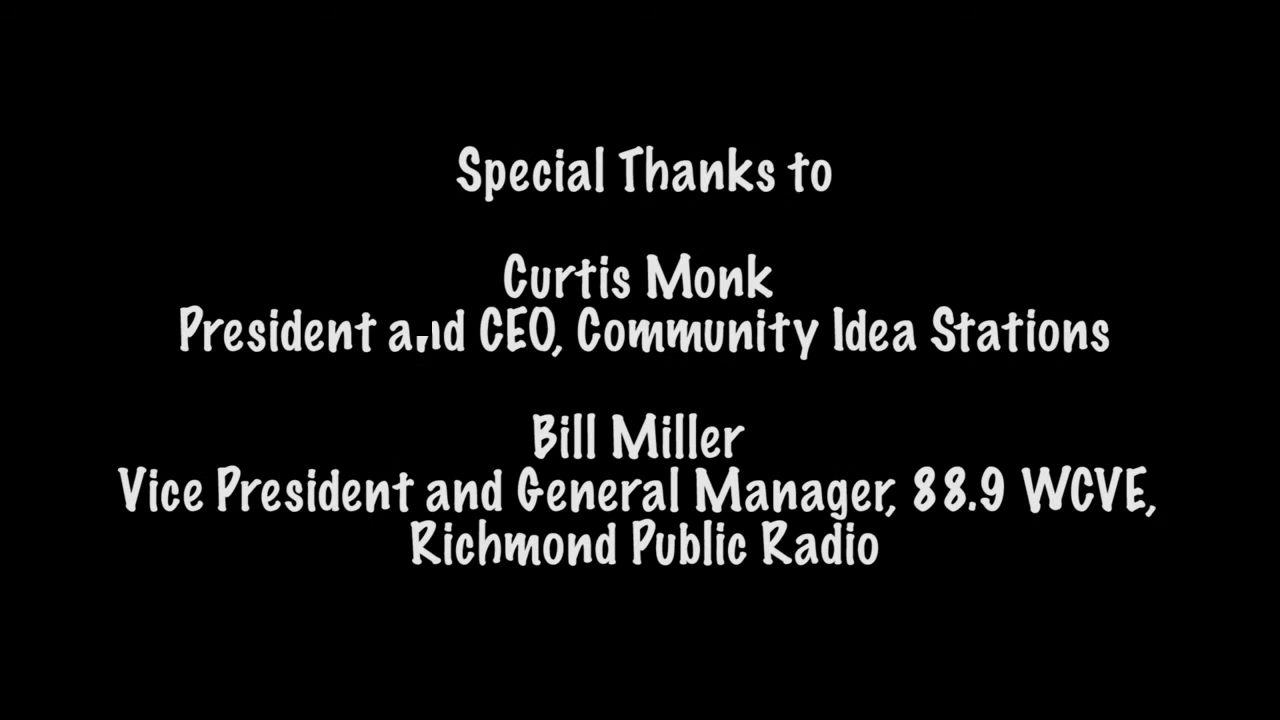 Special Thanks to
Curtis Monk
President and CEO, Community Idea Stations
Bill Miller
Vice President and General Manager, 88.9 WCVE,
Richmond Public Radio